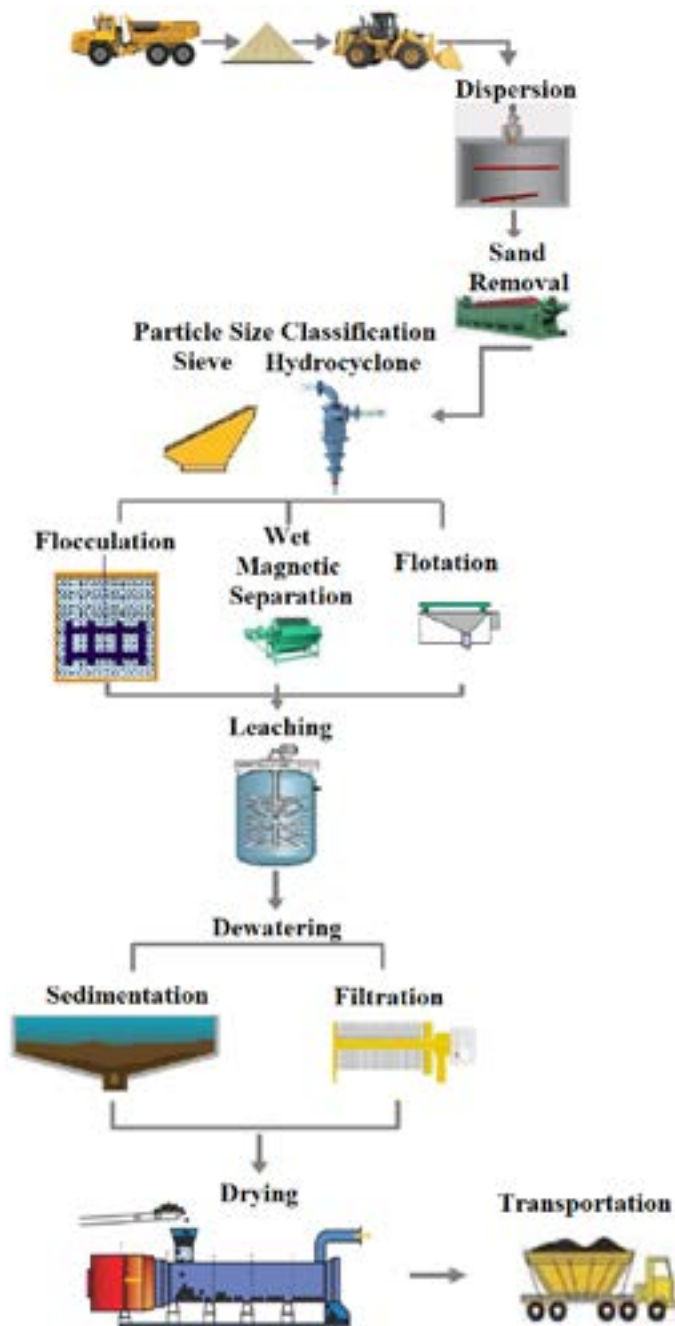 Dispersion
Sand
Removal
Particle Size Classification
Sieve Hydrocyclone
Flocculation
Wet
Magnetic
Separation
Flotation
Leaching
Dewatering
Sedimentation
Filtration
Drying
Transportation